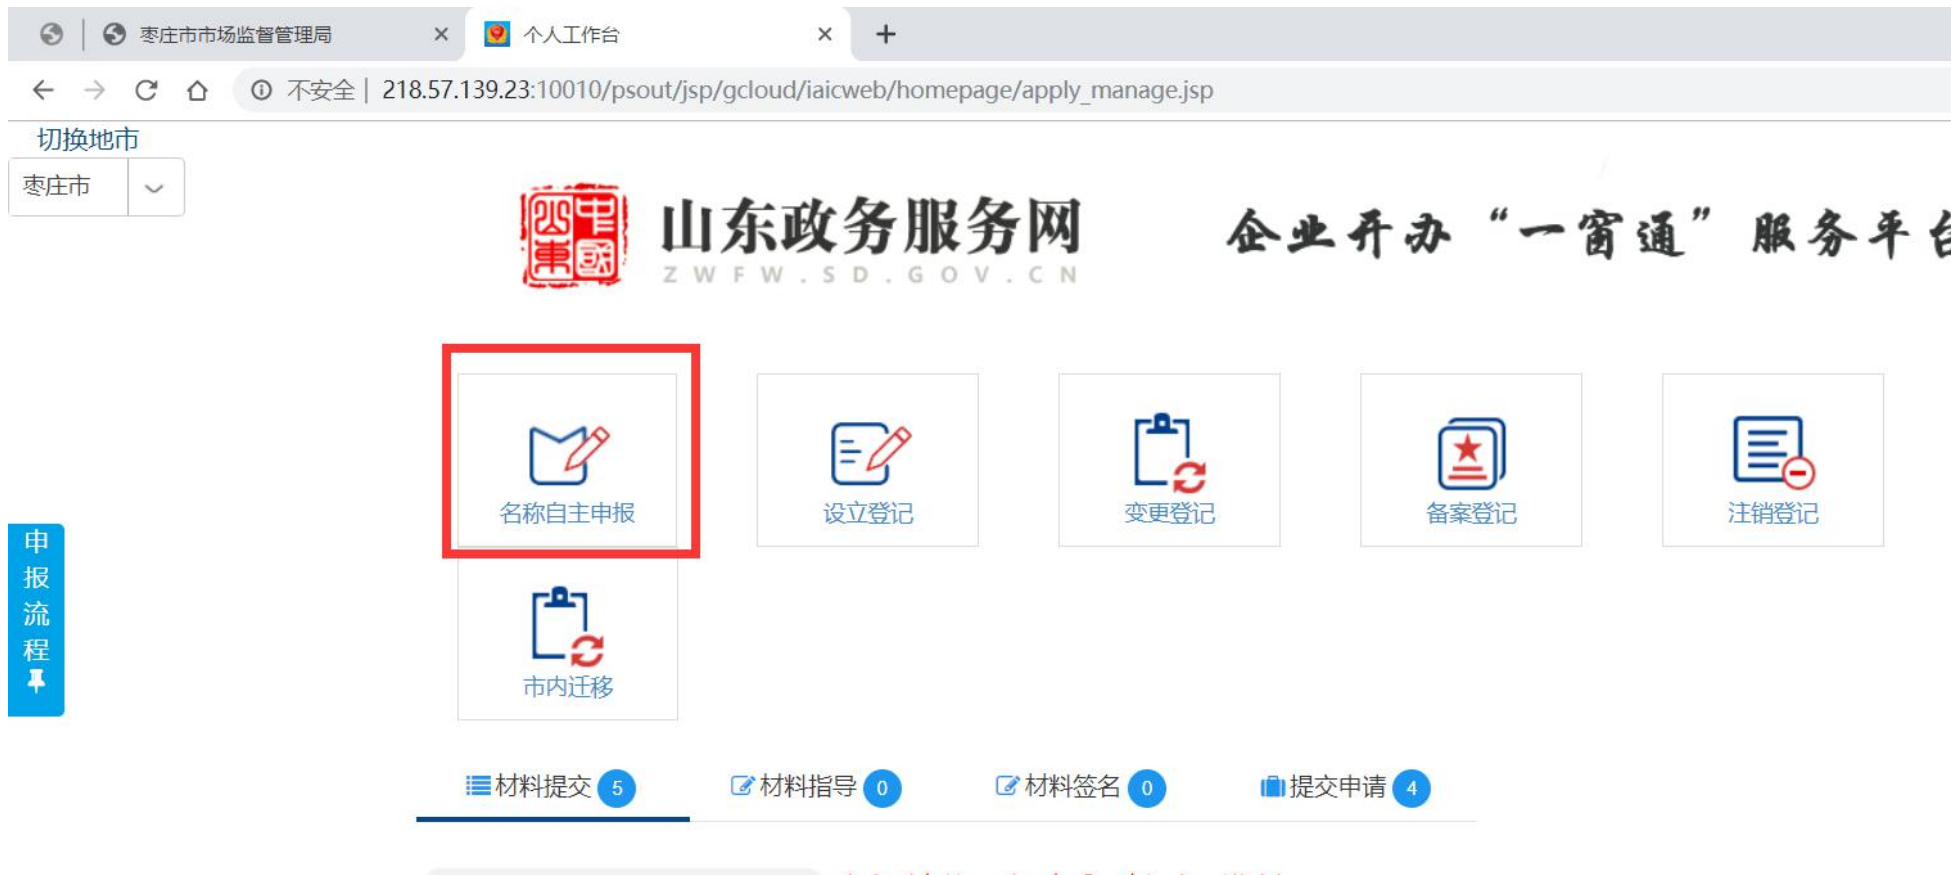 枣庄市市场监督管理局
个人工作台
不安全 | 218.57.139.23:10010/psout/jsp/gcloud/iaicweb/homepage/apply_manage.jsp
切换地市
枣庄市
山东 中國
山东政务服务网
ZWFW.SD.GOV.CN
企业开办“一窗通”服务平台
名称自主申报
设立登记
变更登记
备案登记
注销登记
申报流程
市内迁移
材料提交 5
材料指导 0
材料签名 0
提交申请 4